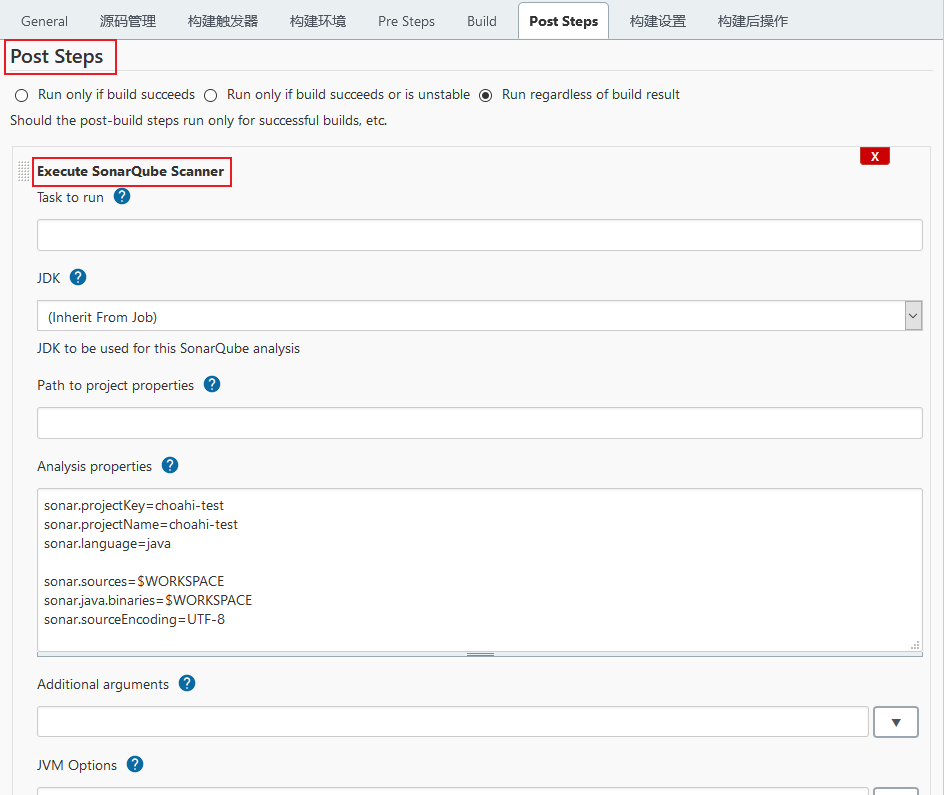 General 源码管理 构建触发器 构建环境 Pre Steps Build Post Steps 构建设置 构建后操作
Post Steps
Run only if build succeeds Run only if build succeeds or is unstable Run regardless of build result
Should the post-build steps run only for successful builds, etc.
X
Execute SonarQube Scanner
Task to run ?
JDK ?
(Inherit From Job)
JDK to be used for this SonarQube analysis
Path to project properties ?
Analysis properties ?
sonar.projectKey=choahi-test
sonar.projectName=choahi-test
sonar.language=java
sonar.sources=$WORKSPACE
sonar.java.binaries=$WORKSPACE
sonar.sourceEncoding=UTF-8
Additional arguments ?
JVM Options ?